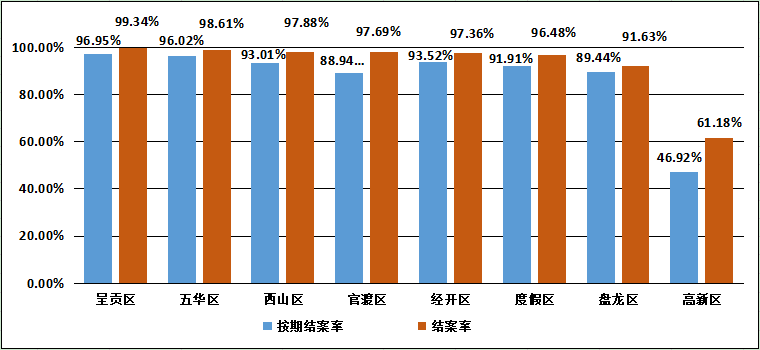 99.34% 98.61% 97.88% 97.69% 97.36% 96.48% 91.63%
96.95% 96.02% 93.01% 88.94... 93.52% 91.91% 89.44%
61.18%
46.92%
100.00%
80.00%
60.00%
40.00%
20.00%
0.00%
呈贡区 五华区 西山区 官渡区 经开区 度假区 盘龙区 高新区
按期结案率 结案率